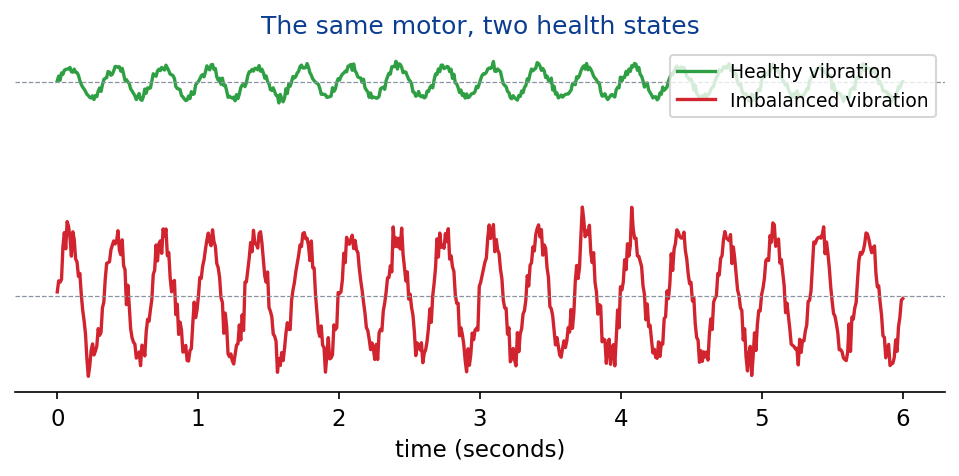 The same motor, two health states
Healthy vibration
Imbalanced vibration
0 1 2 3 4 5 6
time (seconds)